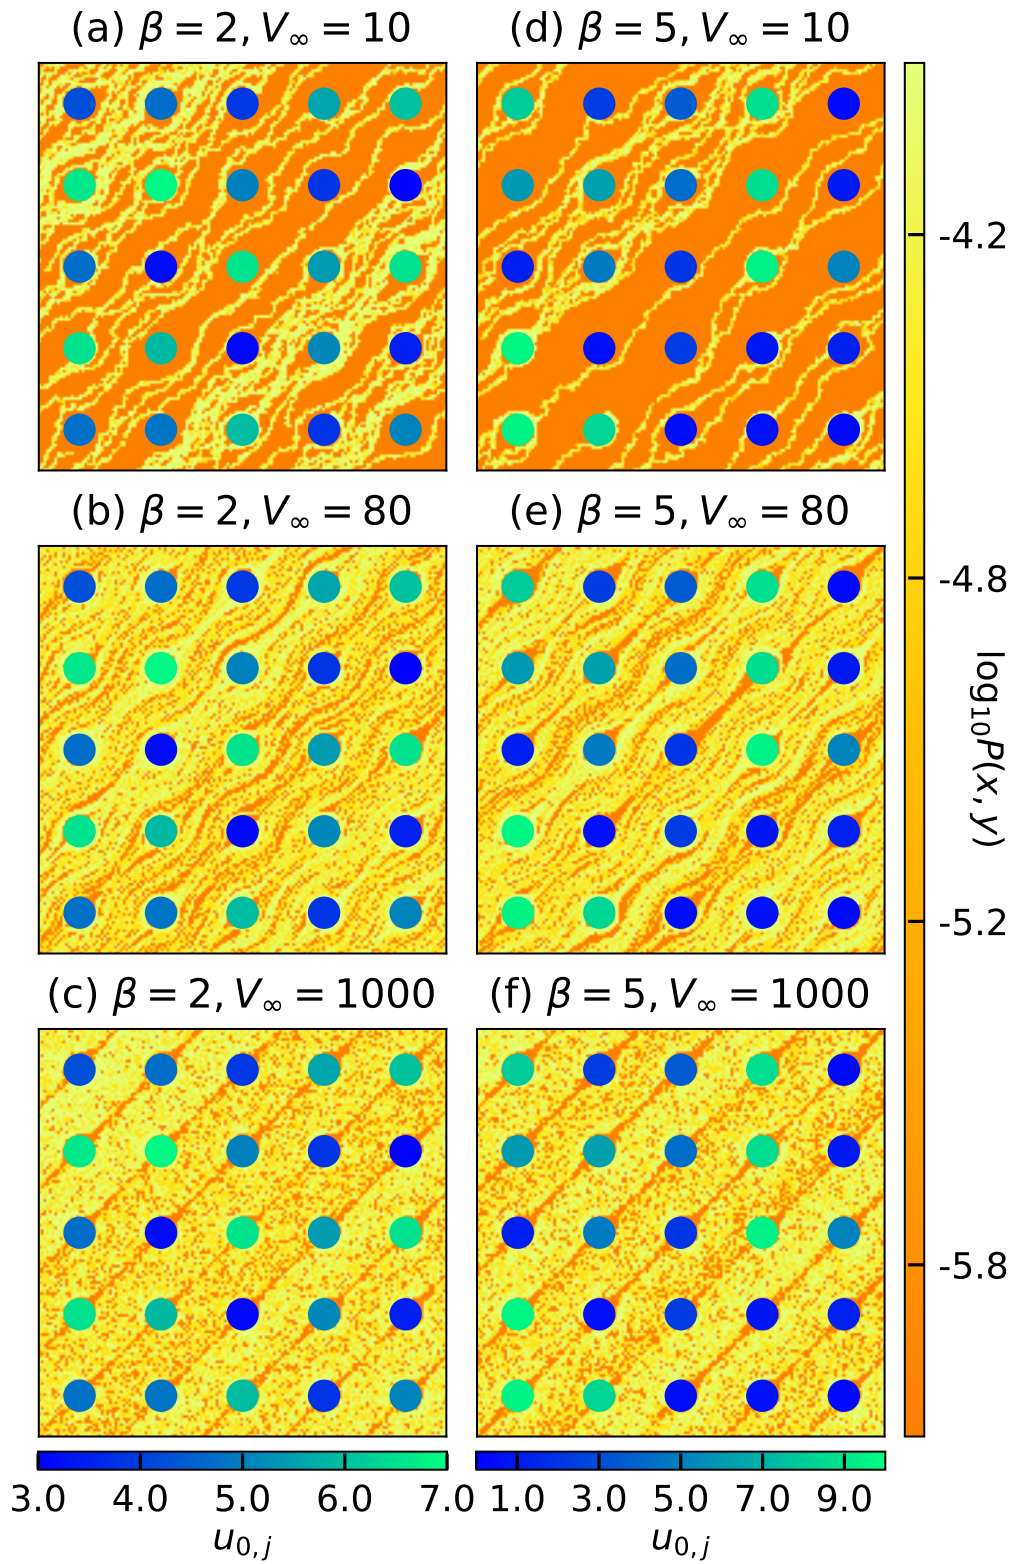 (a) β = 2, V∞ = 10
(d) β = 5, V∞ = 10
(b) β = 2, V∞ = 80
(e) β = 5, V∞ = 80
(c) β = 2, V∞ = 1000
(f) β = 5, V∞ = 1000
-4.2
-4.8
-5.2
-5.8
log₁₀P(x, y)
3.0 4.0 5.0 6.0 7.0
u₀,ⱼ
1.0 3.0 5.0 7.0 9.0
u₀,ⱼ